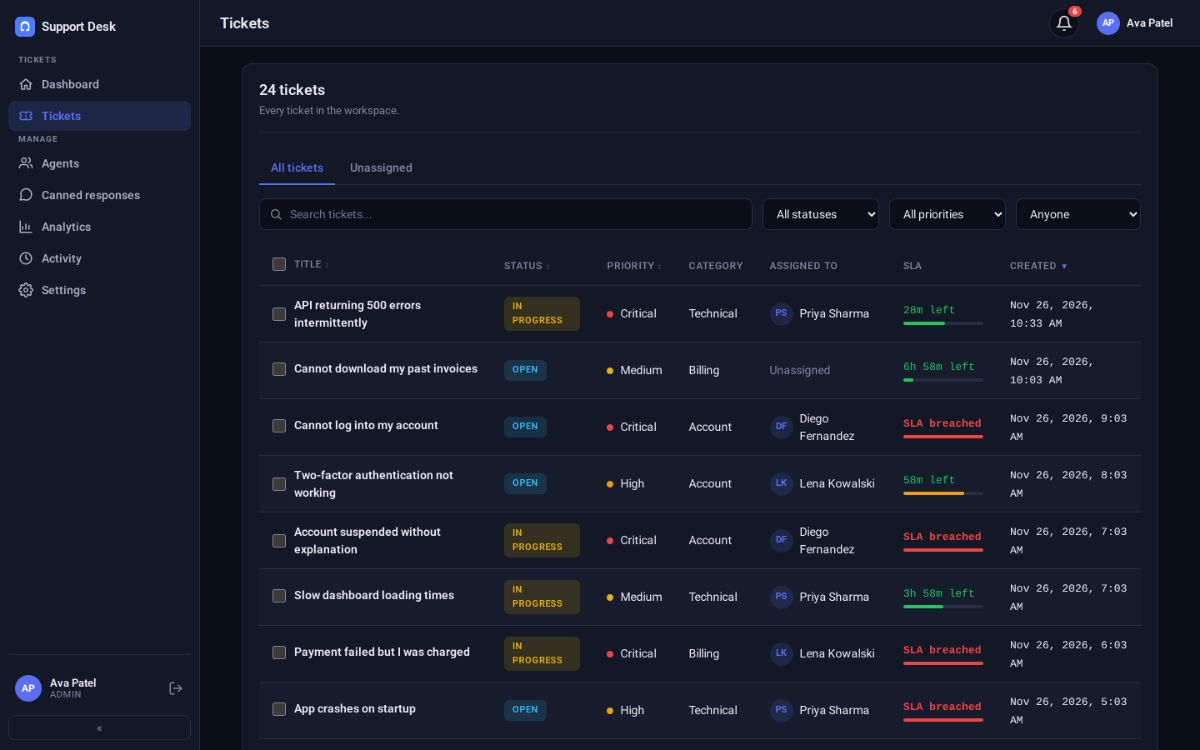 Support Desk
TICKETS
Dashboard
Tickets
MANAGE
Agents
Canned responses
Analytics
Activity
Settings
AP
Ava Patel
ADMIN
«
Tickets
6
AP
Ava Patel
24 tickets
Every ticket in the workspace.
All tickets
Unassigned
Search tickets...
All statuses
All priorities
Anyone
TITLE
STATUS
PRIORITY
CATEGORY
ASSIGNED TO
SLA
CREATED ▼
API returning 500 errors
intermittently
IN
PROGRESS
Critical
Technical
PS
Priya Sharma
28m left
Nov 26, 2026,
10:33 AM
Cannot download my past invoices
OPEN
Medium
Billing
Unassigned
6h 58m left
Nov 26, 2026,
10:03 AM
Cannot log into my account
OPEN
Critical
Account
DF
Diego
Fernandez
SLA breached
Nov 26, 2026, 9:03
AM
Two-factor authentication not
working
OPEN
High
Account
LK
Lena Kowalski
58m left
Nov 26, 2026, 8:03
AM
Account suspended without
explanation
IN
PROGRESS
Critical
Account
DF
Diego
Fernandez
SLA breached
Nov 26, 2026, 7:03
AM
Slow dashboard loading times
IN
PROGRESS
Medium
Technical
PS
Priya Sharma
3h 58m left
Nov 26, 2026, 7:03
AM
Payment failed but I was charged
IN
PROGRESS
Critical
Billing
LK
Lena Kowalski
SLA breached
Nov 26, 2026, 6:03
AM
App crashes on startup
OPEN
High
Technical
PS
Priya Sharma
SLA breached
Nov 26, 2026, 5:03
AM